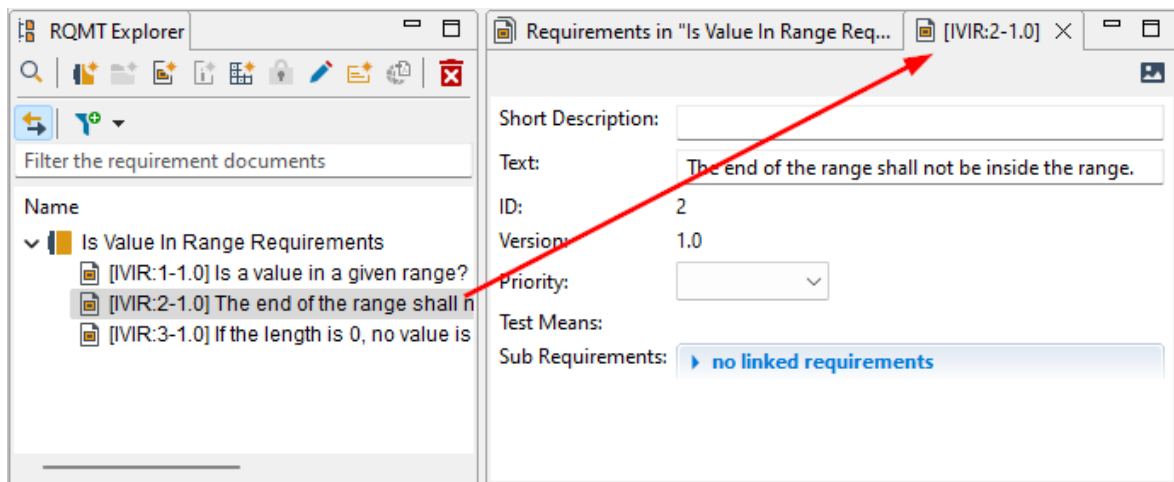 RQMT Explorer
Filter the requirement documents
Name
Is Value In Range Requirements
[IVIR:1-1.0] Is a value in a given range?
[IVIR:2-1.0] The end of the range shall n
[IVIR:3-1.0] If the length is 0, no value is
Requirements in "Is Value In Range Req...
[IVIR:2-1.0]
Short Description:
Text: The end of the range shall not be inside the range.
ID: 2
Version: 1.0
Priority:
Test Means:
Sub Requirements: no linked requirements